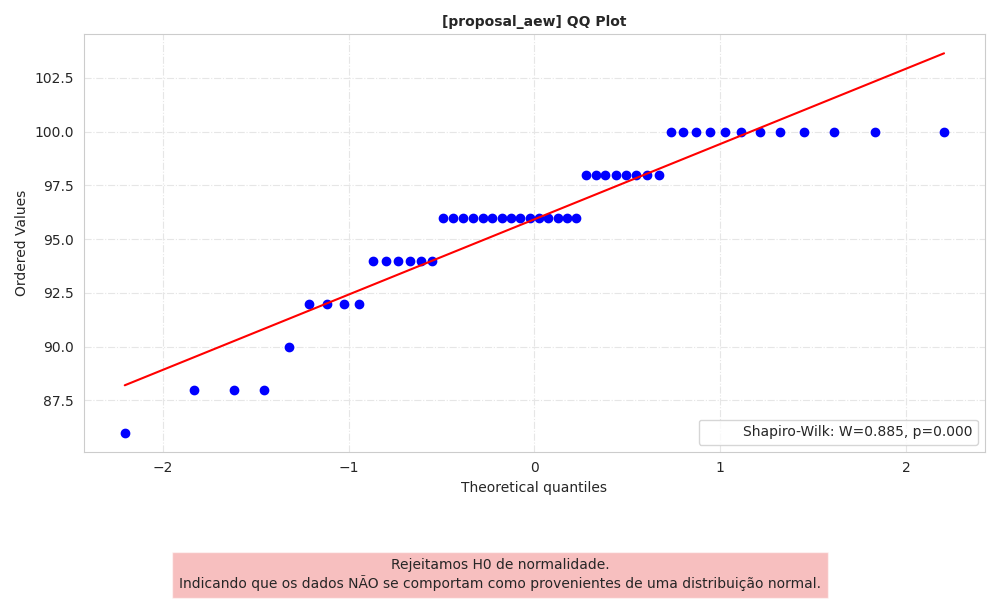 [proposal_aew] QQ Plot
Ordered Values
102.5
100.0
97.5
95.0
92.5
90.0
87.5
Shapiro-Wilk: W=0.885, p=0.000
−2
−1
0
1
2
Theoretical quantiles
Rejeitamos H0 de normalidade.
Indicando que os dados NÃO se comportam como provenientes de uma distribuição normal.